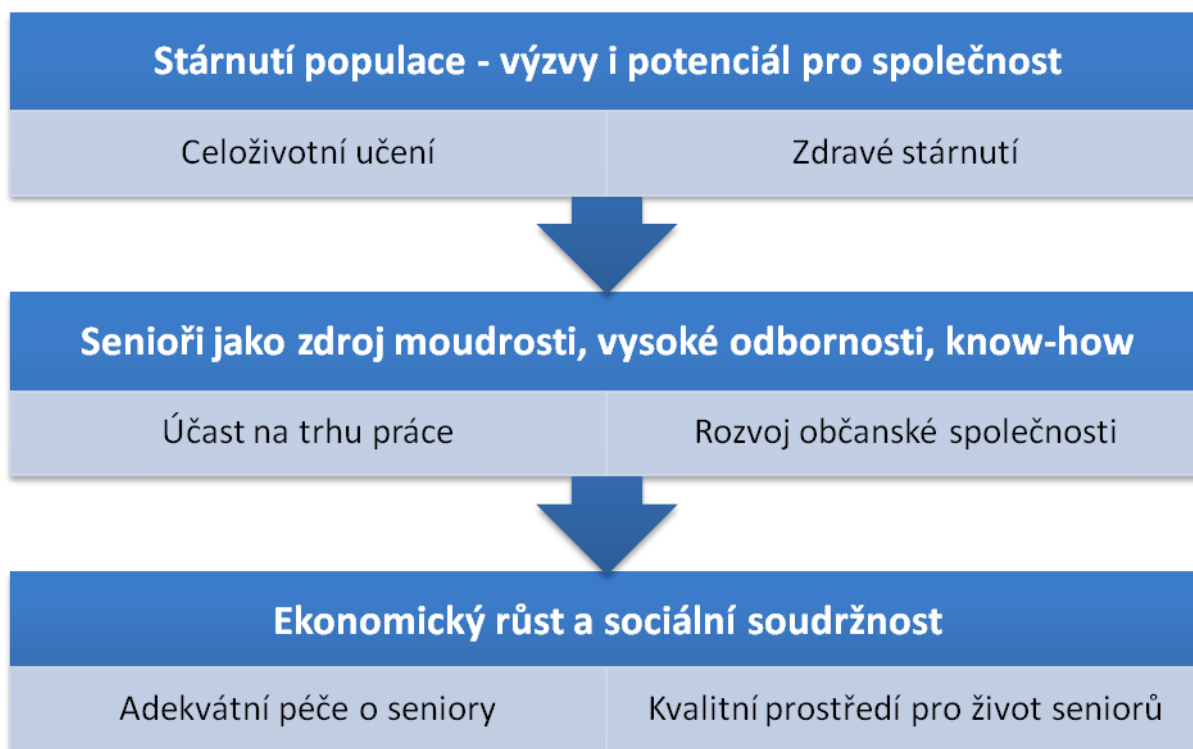 Stárnutí populace - výzvy i potenciál pro společnost
Celoživotní učení
Zdravé stárnutí
Senioři jako zdroj moudrosti, vysoké odbornosti, know-how
Účast na trhu práce
Rozvoj občanské společnosti
Ekonomický růst a sociální soudržnost
Adekvátní péče o seniory
Kvalitní prostředí pro život seniorů